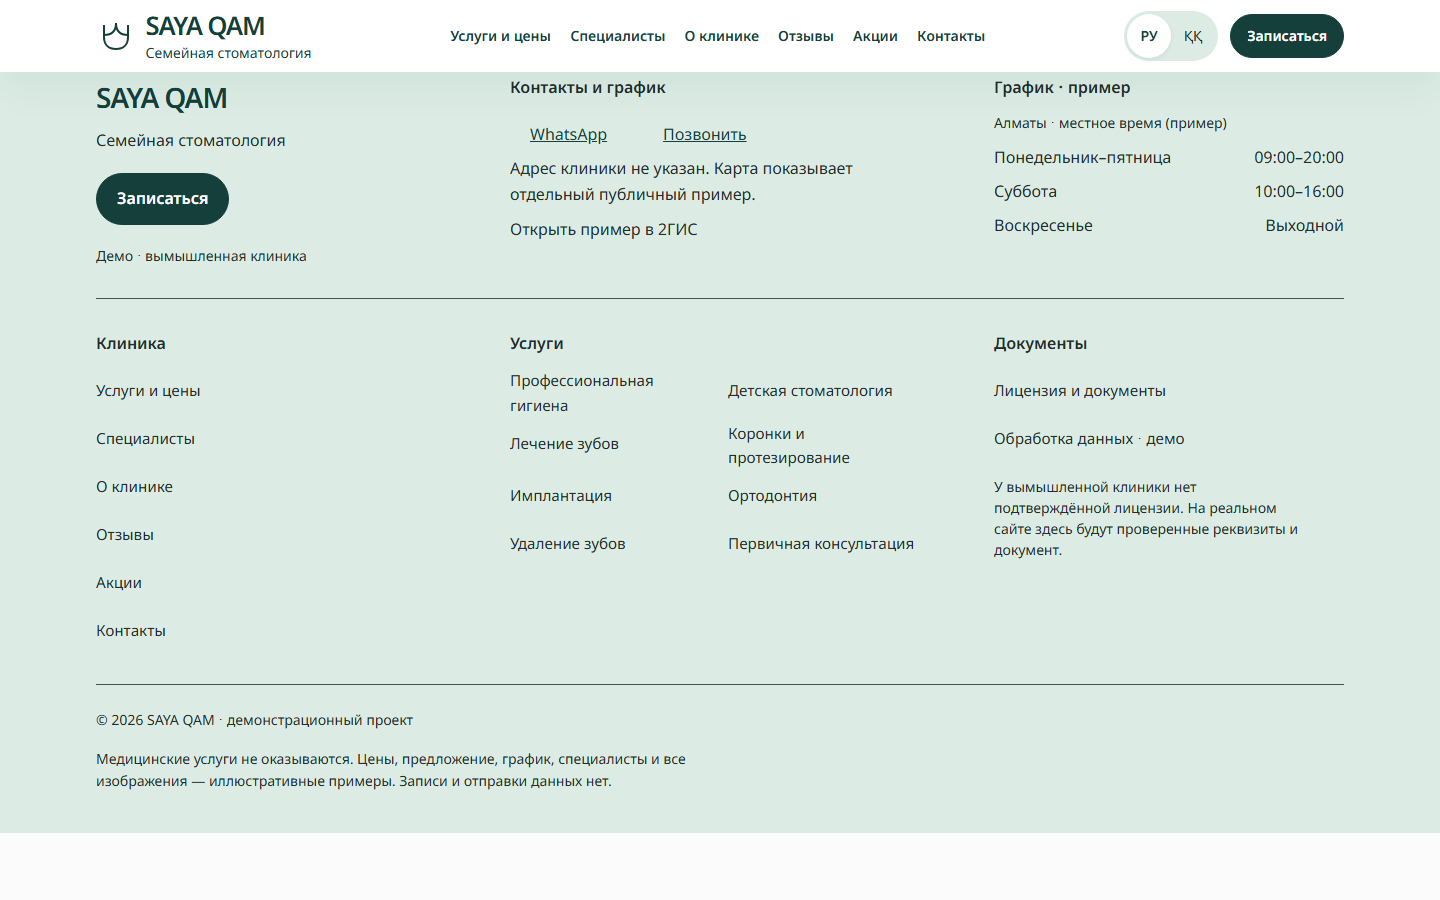 SAYA QAM
Семейная стоматология
Услуги и цены
Специалисты
О клинике
Отзывы
Акции
Контакты
РУ
ҚҚ
Записаться
SAYA QAM
Семейная стоматология
Записаться
Демо · вымышленная клиника
Контакты и график
WhatsApp
Позвонить
Адрес клиники не указан. Карта показывает
отдельный публичный пример.
Открыть пример в 2ГИС
График · пример
Алматы · местное время (пример)
Понедельник–пятница 09:00–20:00
Суббота 10:00–16:00
Воскресенье Выходной
Клиника
Услуги и цены
Специалисты
О клинике
Отзывы
Акции
Контакты
Услуги
Профессиональная
гигиена
Детская стоматология
Лечение зубов
Коронки и
протезирование
Имплантация
Ортодонтия
Удаление зубов
Первичная консультация
Документы
Лицензия и документы
Обработка данных · демо
У вымышленной клиники нет
подтверждённой лицензии. На реальном
сайте здесь будут проверенные реквизиты и
документ.
© 2026 SAYA QAM · демонстрационный проект
Медицинские услуги не оказываются. Цены, предложение, график, специалисты и все
изображения — иллюстративные примеры. Записи и отправки данных нет.